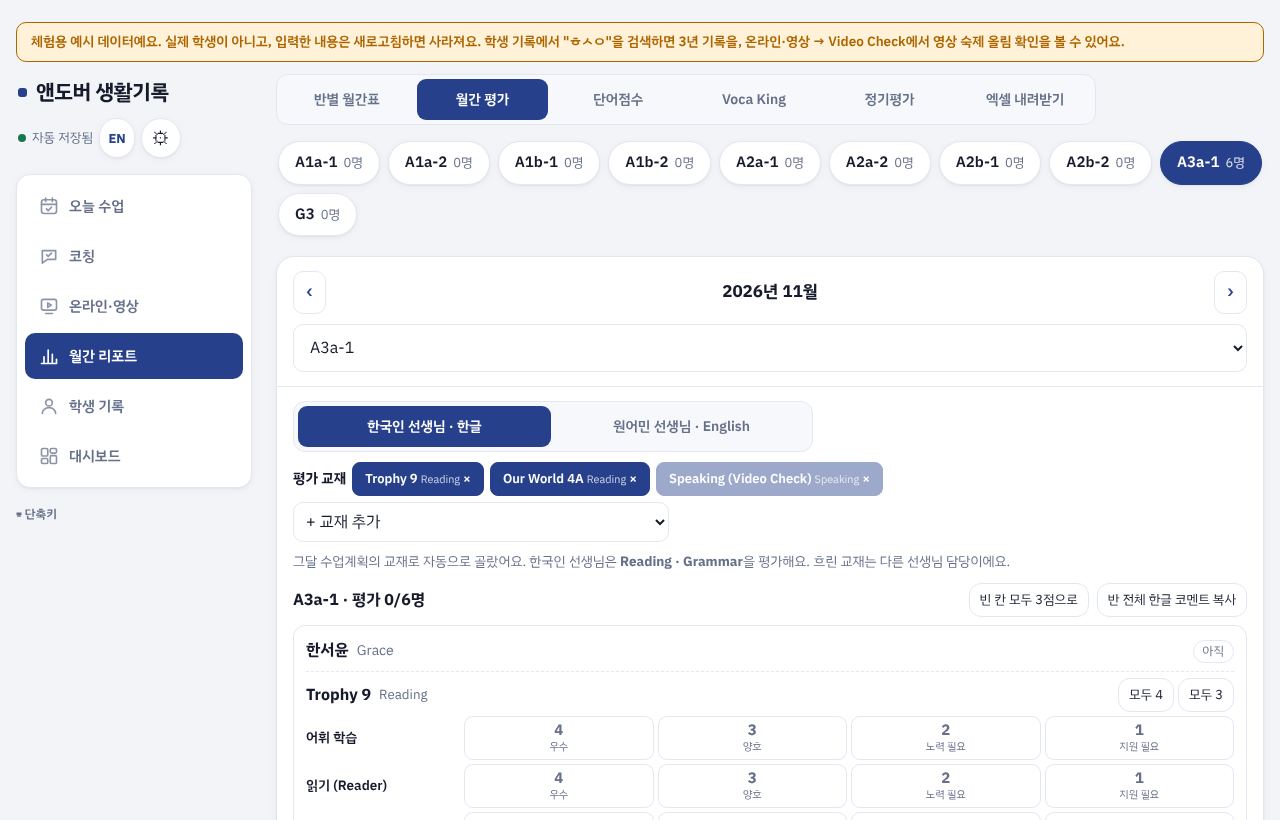 체험용 예시 데이터예요. 실제 학생이 아니고, 입력한 내용은 새로고침하면 사라져요. 학생 기록에서 "ㅎㅅㅇ"을 검색하면 3년 기록을, 온라인·영상 → Video Check에서 영상 숙제 올림 확인을 볼 수 있어요.
앤도버 생활기록
자동 저장됨 EN
오늘 수업
코칭
온라인·영상
월간 리포트
학생 기록
대시보드
단축키
반별 월간표 월간 평가 단어점수 Voca King 정기평가 엑셀 내려받기
A1a-1 0명 A1a-2 0명 A1b-1 0명 A1b-2 0명 A2a-1 0명 A2a-2 0명 A2b-1 0명 A2b-2 0명 A3a-1 6명
G3 0명
‹ 2026년 11월 ›
A3a-1
한국인 선생님 · 한글 원어민 선생님 · English
평가 교재 Trophy 9 Reading × Our World 4A Reading × Speaking (Video Check) Speaking ×
+ 교재 추가
그달 수업계획의 교재로 자동으로 골랐어요. 한국인 선생님은 Reading · Grammar을 평가해요. 흐린 교재는 다른 선생님 담당이에요.
A3a-1 · 평가 0/6명 빈 칸 모두 3점으로 반 전체 한글 코멘트 복사
한서윤 Grace 아직
Trophy 9 Reading 모두 4 모두 3
어휘 학습 4 우수 3 양호 2 노력 필요 1 지원 필요
읽기 (Reader) 4 우수 3 양호 2 노력 필요 1 지원 필요